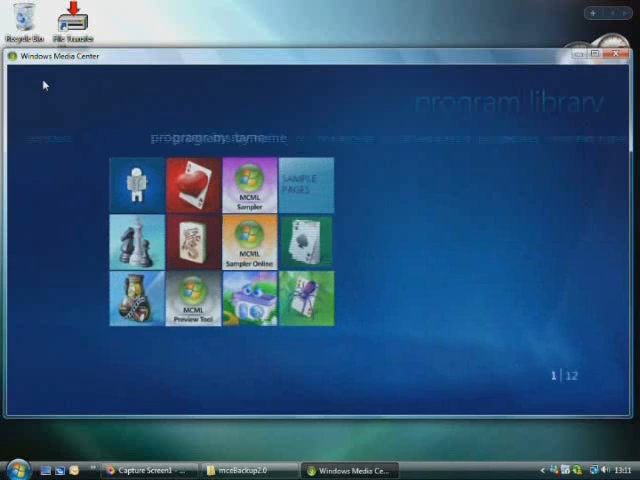 Recycle Bin
File Transfer
Windows Media Center
program library
programs by name
MCML
Sampler
SAMPLE
PAGES
MCML
Sampler Online
MCML
Preview Tool
1 | 12
Capture Screen1 - ...
mceBackup2.0
Windows Media Ce...
13:11